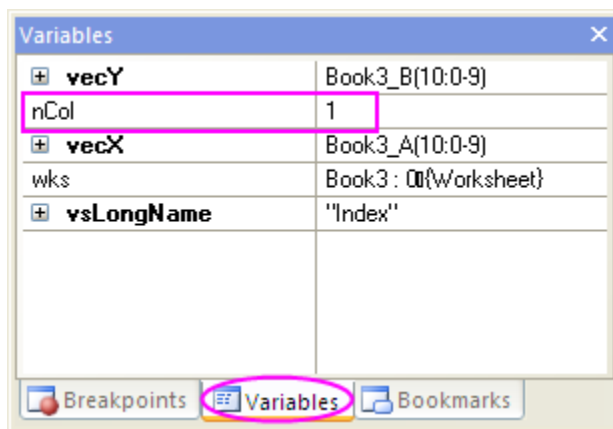 Variables
vecY Book3_B(10:0-9)
nCol 1
vecX Book3_A(10:0-9)
wks Book3 : {Worksheet}
vsLongName "Index"
Breakpoints Variables Bookmarks